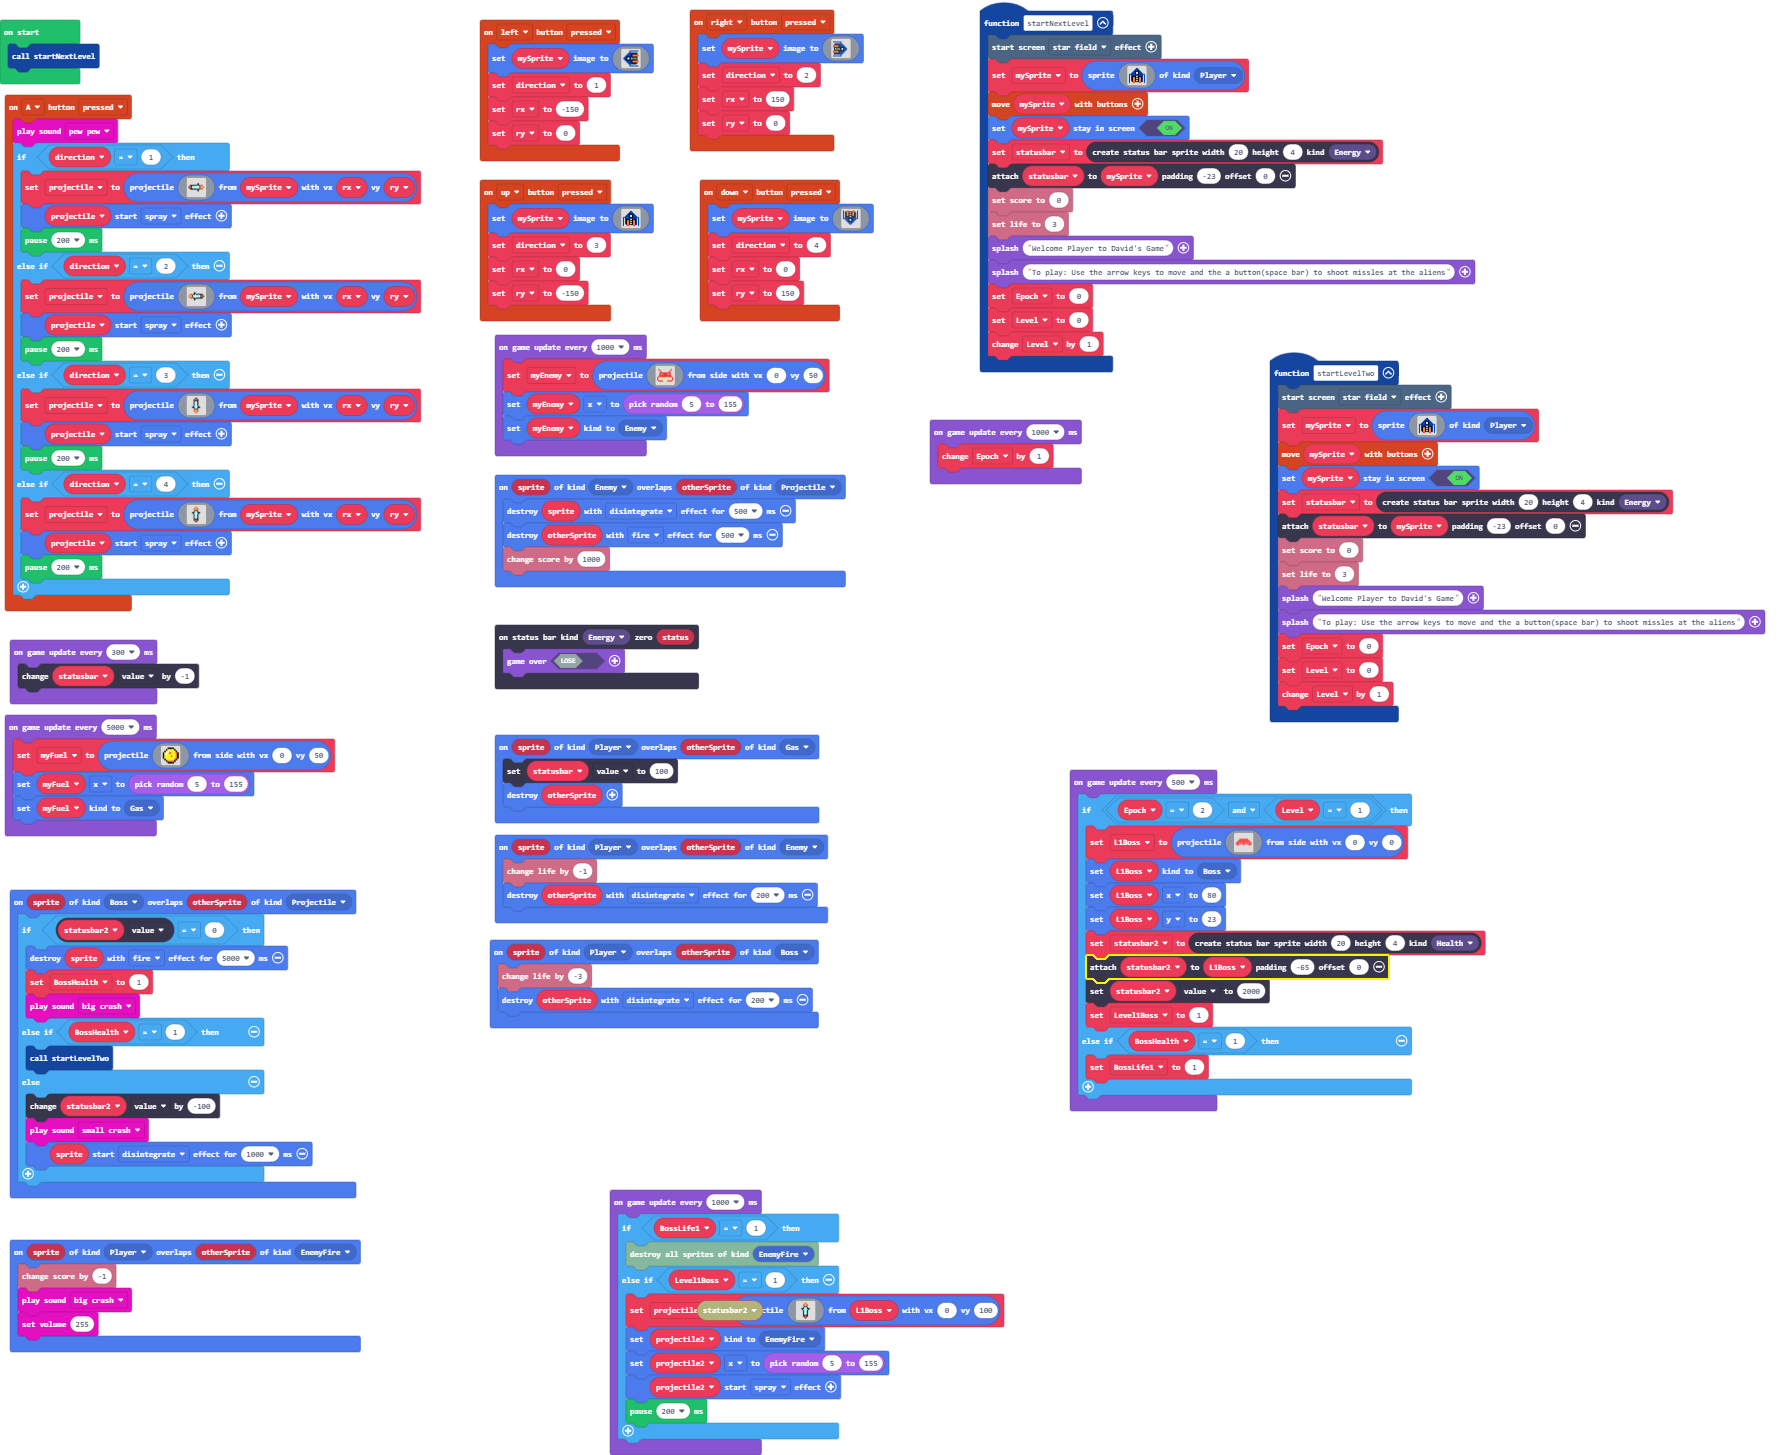 on start
call startNextLevel
on A button pressed
play sound pew pew
if direction = 1 then
set projectile to projectile from mySprite with vx rx vy ry
projectile start spray effect
pause 200 ms
else if direction = 2 then
set projectile to projectile from mySprite with vx rx vy ry
projectile start spray effect
pause 200 ms
else if direction = 3 then
set projectile to projectile from mySprite with vx rx vy ry
projectile start spray effect
pause 200 ms
else if direction = 4 then
set projectile to projectile from mySprite with vx rx vy ry
projectile start spray effect
pause 200 ms
on game update every 300 ms
change statusbar value by -1
on game update every 5000 ms
set myFuel to projectile from side with vx 0 vy 50
set myFuel x to pick random 5 to 155
set myFuel kind to Gas
on sprite of kind Boss overlaps otherSprite of kind Projectile
if statusbar2 value = 0 then
destroy sprite with fire effect for 5000 ms
set BossHealth to 1
play sound big crash
else if BossHealth = 1 then
call startLevelTwo
else
change statusbar2 value by -100
play sound small crash
sprite start disintegrate effect for 1000 ms
on sprite of kind Player overlaps otherSprite of kind EnemyFire
change score by -1
play sound big crash
set volume 255
on left button pressed
set mySprite image to
set direction to 1
set rx to -150
set ry to 0
on right button pressed
set mySprite image to
set direction to 2
set rx to 150
set ry to 0
on up button pressed
set mySprite image to
set direction to 3
set rx to 0
set ry to -150
on down button pressed
set mySprite image to
set direction to 4
set rx to 0
set ry to 150
on game update every 1000 ms
set myEnemy to projectile from side with vx 0 vy 50
set myEnemy x to pick random 5 to 155
set myEnemy kind to Enemy
on sprite of kind Enemy overlaps otherSprite of kind Projectile
destroy sprite with disintegrate effect for 500 ms
destroy otherSprite with fire effect for 500 ms
change score by 1000
on status bar kind Energy zero status
game over LOSE
on sprite of kind Player overlaps otherSprite of kind Gas
set statusbar value to 100
destroy otherSprite
on sprite of kind Player overlaps otherSprite of kind Enemy
change life by -1
destroy otherSprite with disintegrate effect for 200 ms
on sprite of kind Player overlaps otherSprite of kind Boss
change life by -3
destroy otherSprite with disintegrate effect for 200 ms
on game update every 1000 ms
if BossLife1 = 1 then
destroy all sprites of kind EnemyFire
else if Level1Boss = 1 then
set projectile statusbar2 ctile from L1Boss with vx 0 vy 100
set projectile2 kind to EnemyFire
set projectile2 x to pick random 5 to 155
projectile2 start spray effect
pause 200 ms
function startNextLevel
start screen star field effect
set mySprite to sprite of kind Player
move mySprite with buttons
set mySprite stay in screen ON
set statusbar to create status bar sprite width 20 height 4 kind Energy
attach statusbar to mySprite padding -23 offset 0
set score to 0
set life to 3
splash "Welcome Player to David's Game"
splash "To play: Use the arrow keys to move and the a button(space bar) to shoot missles at the aliens"
set Epoch to 0
set Level to 0
change Level by 1
on game update every 1000 ms
change Epoch by 1
function startLevelTwo
start screen star field effect
set mySprite to sprite of kind Player
move mySprite with buttons
set mySprite stay in screen ON
set statusbar to create status bar sprite width 20 height 4 kind Energy
attach statusbar to mySprite padding -23 offset 0
set score to 0
set life to 3
splash "Welcome Player to David's Game"
splash "To play: Use the arrow keys to move and the a button(space bar) to shoot missles at the aliens"
set Epoch to 0
set Level to 0
change Level by 1
on game update every 500 ms
if Epoch = 2 and Level = 1 then
set L1Boss to projectile from side with vx 0 vy 0
set L1Boss kind to Boss
set L1Boss x to 80
set L1Boss y to 23
set statusbar2 to create status bar sprite width 20 height 4 kind Health
attach statusbar2 to L1Boss padding -65 offset 0
set statusbar2 value to 2000
set Level1Boss to 1
else if BossHealth = 1 then
set BossLife1 to 1